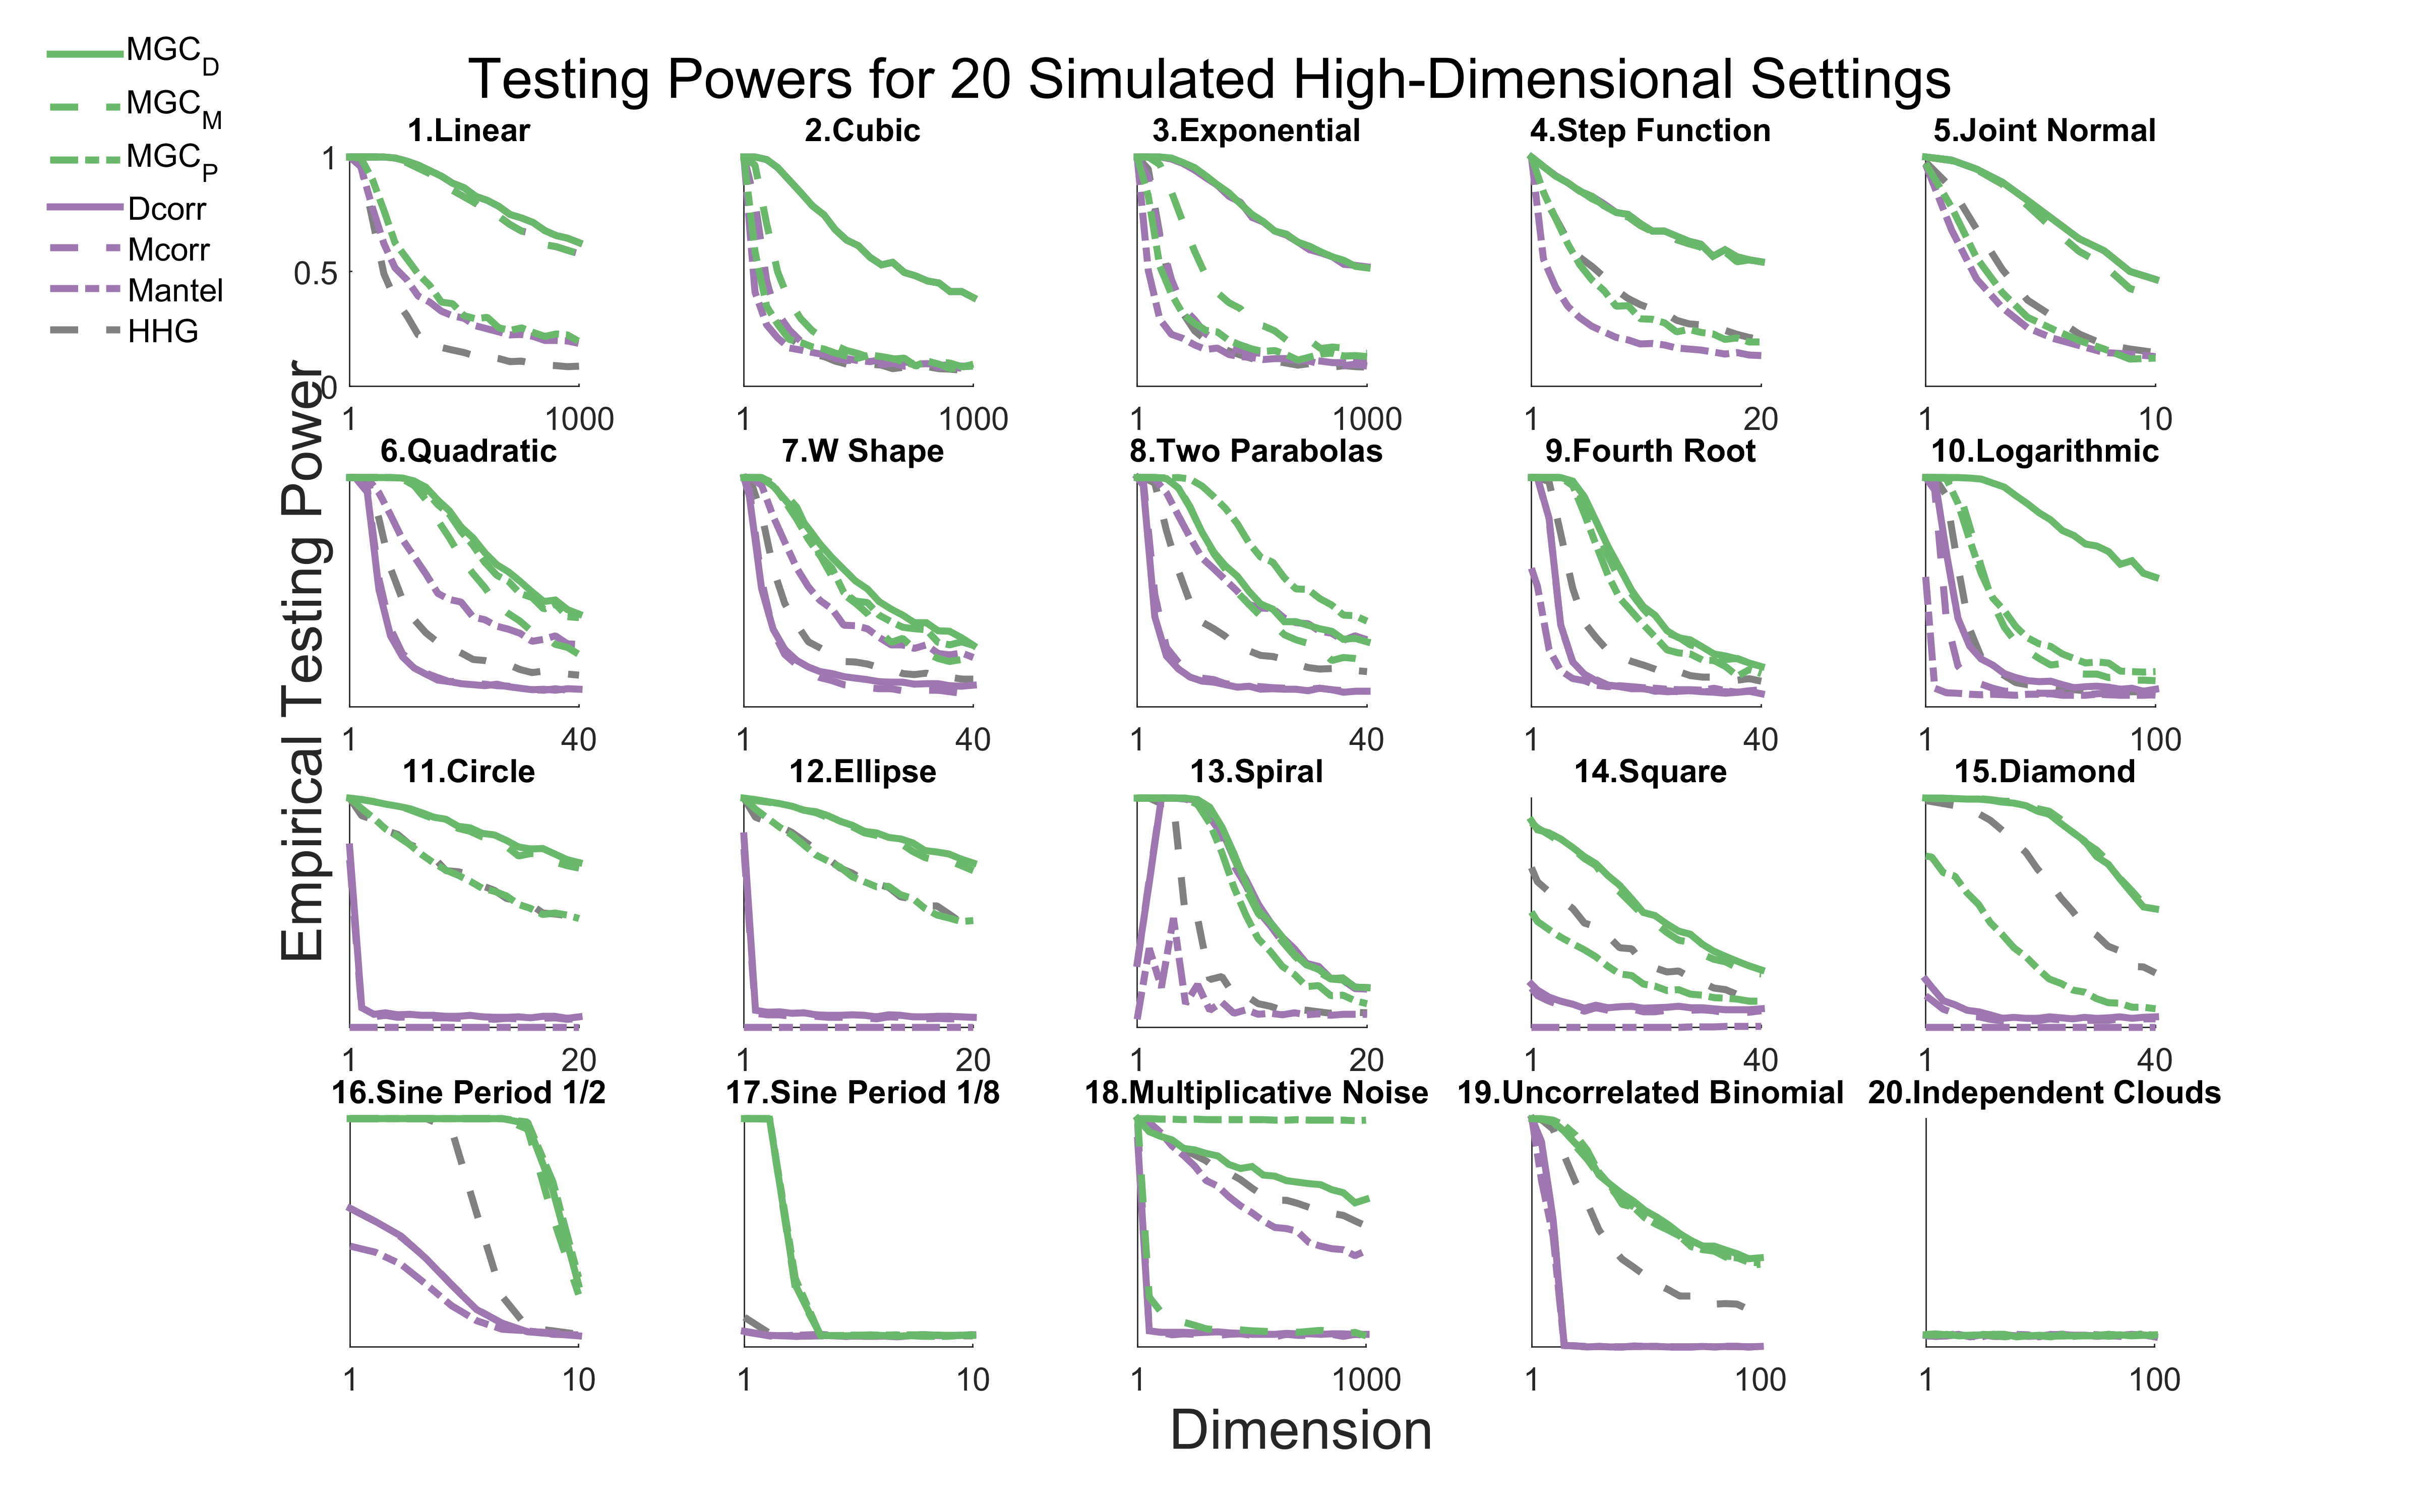 MGC_D
MGC_M
MGC_P
Dcorr
Mcorr
Mantel
HHG
Testing Powers for 20 Simulated High-Dimensional Settings
Empirical Testing Power
1.Linear
1
0.5
0
1 1000
2.Cubic
1 1000
3.Exponential
1 1000
4.Step Function
1 20
5.Joint Normal
1 10
6.Quadratic
1 40
7.W Shape
1 40
8.Two Parabolas
1 40
9.Fourth Root
1 40
10.Logarithmic
1 100
11.Circle
1 20
12.Ellipse
1 20
13.Spiral
1 20
14.Square
1 40
15.Diamond
1 40
16.Sine Period 1/2
1 10
17.Sine Period 1/8
1 10
18.Multiplicative Noise
1 1000
19.Uncorrelated Binomial
1 100
20.Independent Clouds
1 100
Dimension